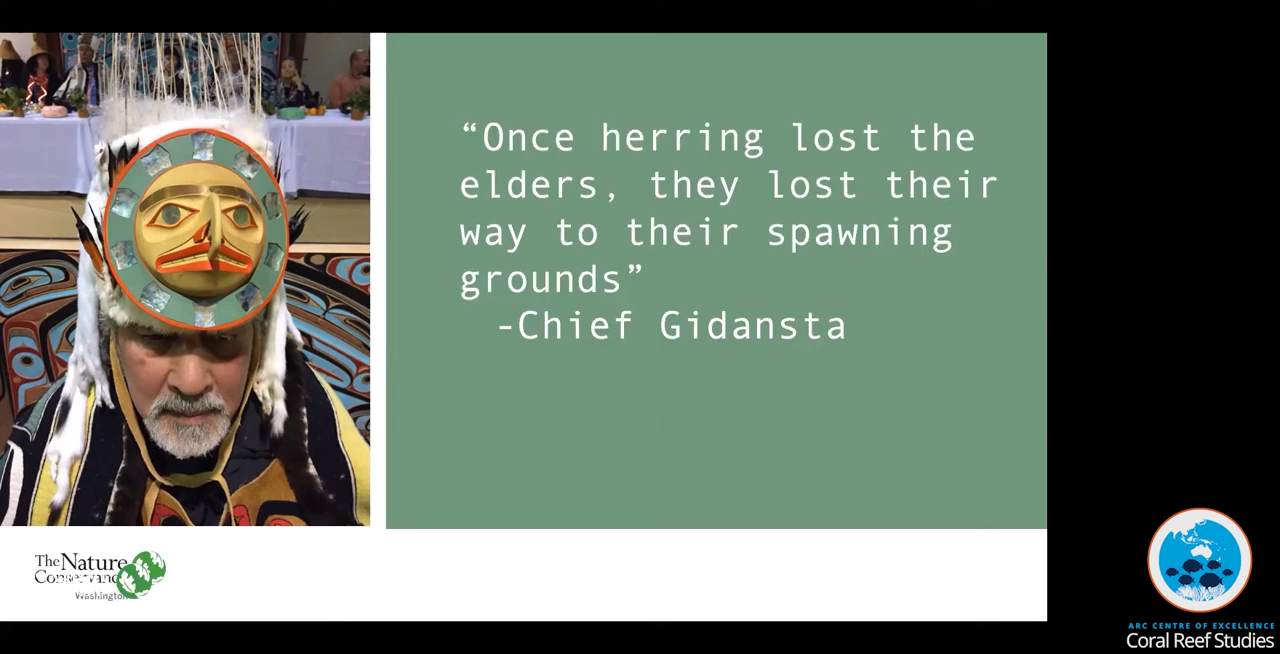 “Once herring lost the
elders, they lost their
way to their spawning
grounds”
-Chief Gidansta
The Nature
Conservancy
Washington
ARC CENTRE OF EXCELLENCE
Coral Reef Studies